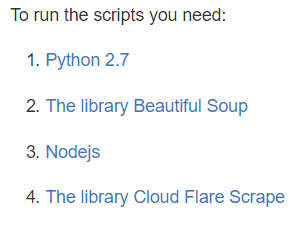 To run the scripts you need:
1. Python 2.7
2. The library Beautiful Soup
3. Nodejs
4. The library Cloud Flare Scrape